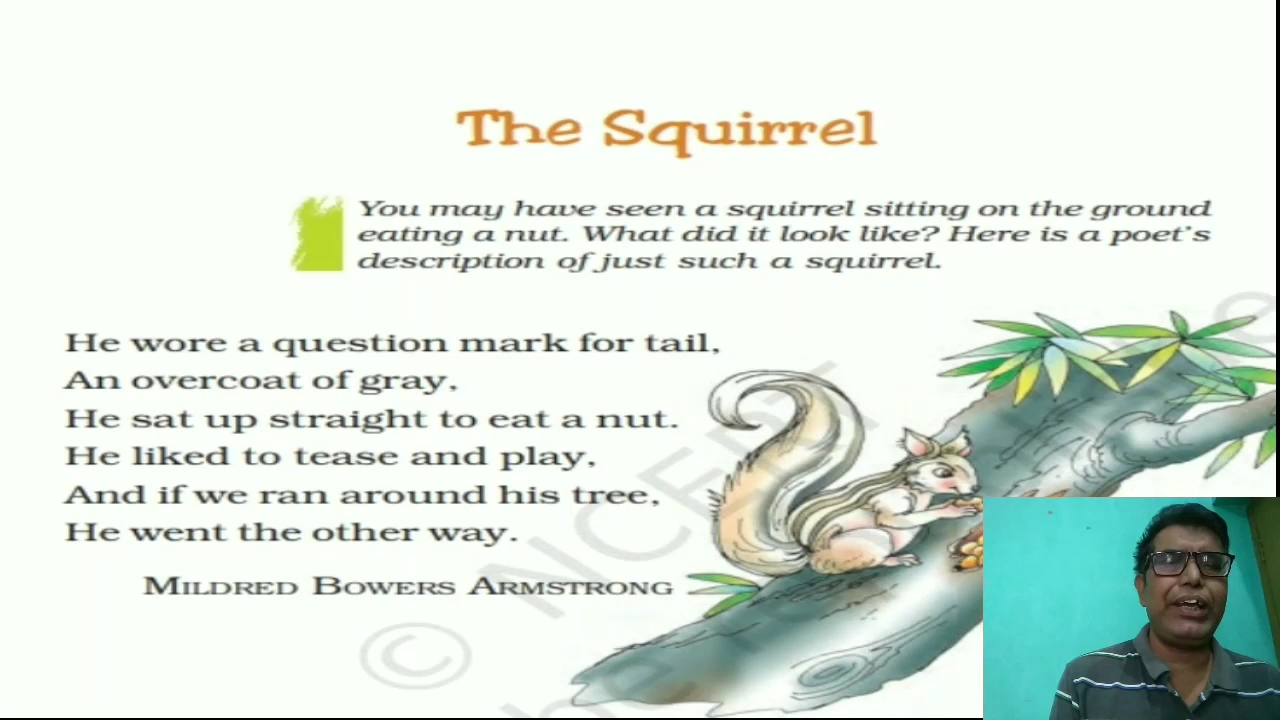 The Squirrel
You may have seen a squirrel sitting on the ground
eating a nut. What did it look like? Here is a poet's
description of just such a squirrel.
He wore a question mark for tail,
An overcoat of gray,
He sat up straight to eat a nut.
He liked to tease and play,
And if we ran around his tree,
He went the other way.
MILDRED BOWERS ARMSTRONG
© NCERT